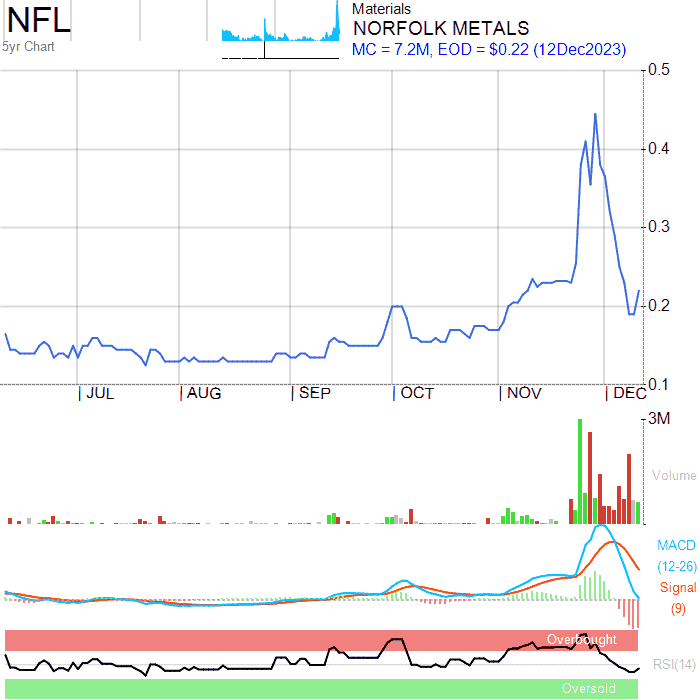 NFL
5yr Chart
Materials
NORFOLK METALS
MC = 7.2M, EOD = $0.22 (12Dec2023)
0.5
0.4
0.3
0.2
0.1
JUL AUG SEP OCT NOV DEC
3M
Volume
MACD
(12-26)
Signal
(9)
Overbought
RSI(14)
Oversold